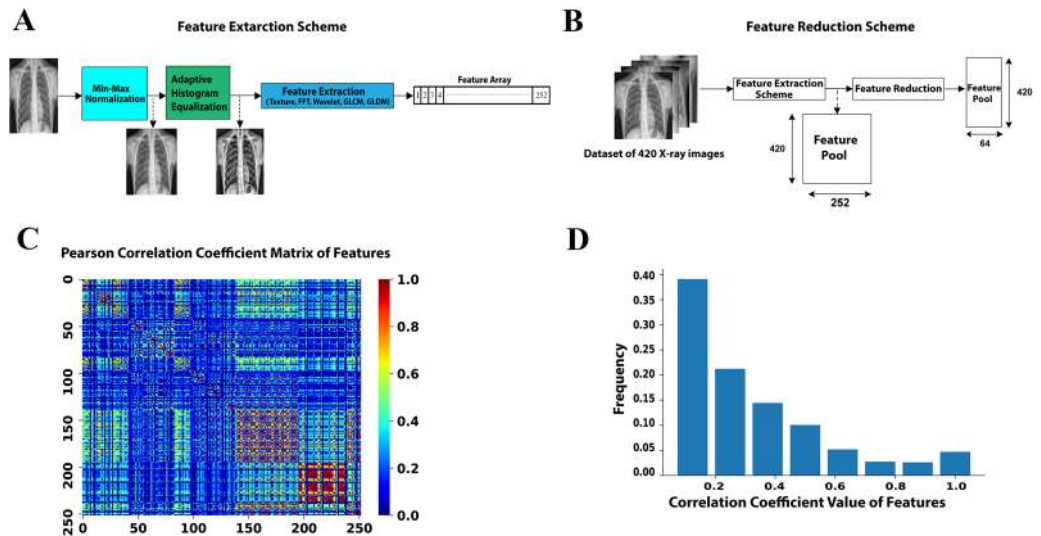 A
Feature Extarction Scheme
Min-Max
Normalization
Adaptive
Histogram
Equalization
Feature Extraction
(Texture, FFT, Wavelet, GLCM, GLDM)
Feature Array
1 2 3 4 252
B
Feature Reduction Scheme
Dataset of 420 X-ray images
Feature Extraction
Scheme
Feature Reduction
Feature
Pool
420
252
Feature
Pool
420
64
C
Pearson Correlation Coefficient Matrix of Features
0
50
100
150
200
250
0 50 100 150 200 250
1.0
0.8
0.6
0.4
0.2
0.0
D
Frequency
0.40
0.35
0.30
0.25
0.20
0.15
0.10
0.05
0.00
0.2 0.4 0.6 0.8 1.0
Correlation Coefficient Value of Features